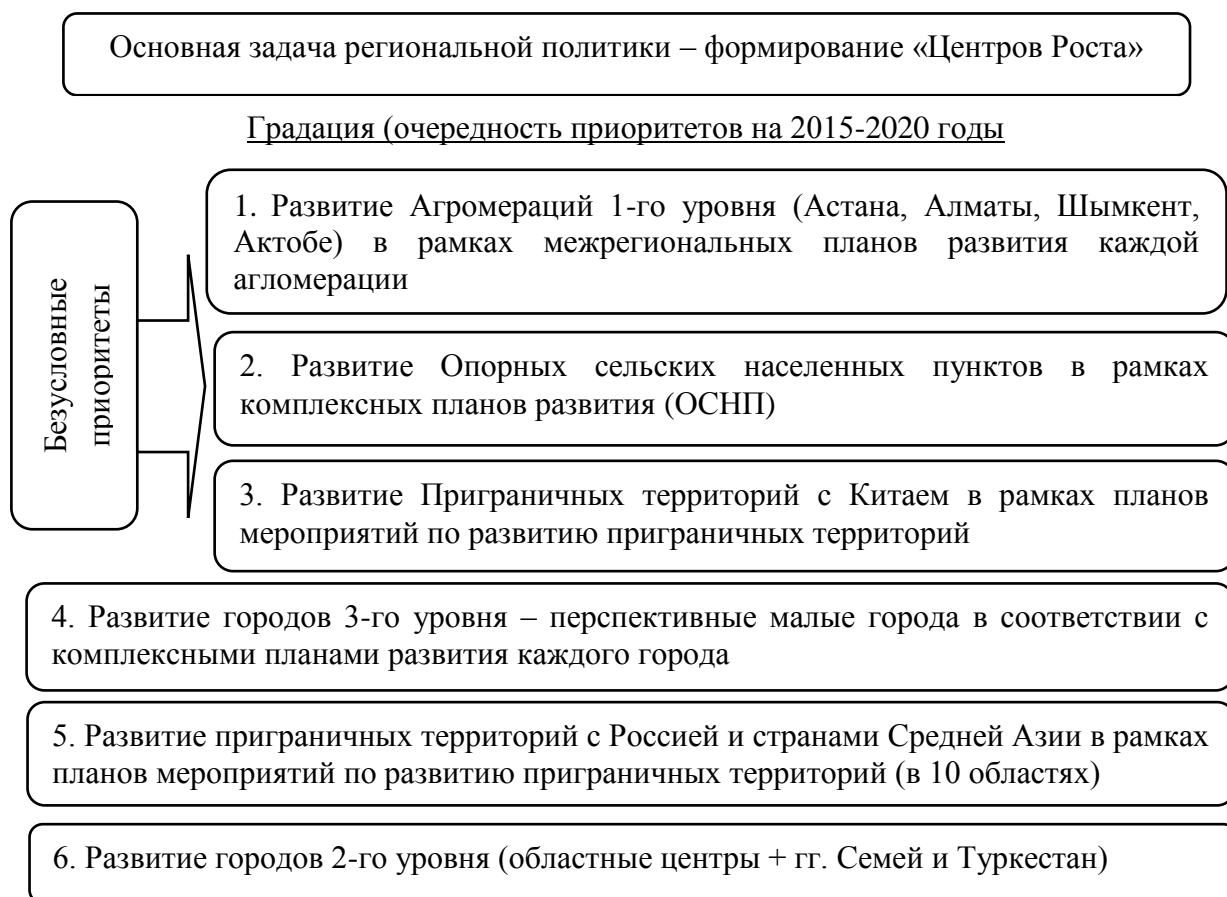 Основная задача региональной политики – формирование «Центров Роста»
Градация (очередность приоритетов на 2015-2020 годы
Безусловные
приоритеты
1. Развитие Агромераций 1-го уровня (Астана, Алматы, Шымкент,
Актобе) в рамках межрегиональных планов развития каждой
агломерации
2. Развитие Опорных сельских населенных пунктов в рамках
комплексных планов развития (ОСНП)
3. Развитие Приграничных территорий с Китаем в рамках планов
мероприятий по развитию приграничных территорий
4. Развитие городов 3-го уровня – перспективные малые города в соответствии с
комплексными планами развития каждого города
5. Развитие приграничных территорий с Россией и странами Средней Азии в рамках
планов мероприятий по развитию приграничных территорий (в 10 областях)
6. Развитие городов 2-го уровня (областные центры + гг. Семей и Туркестан)